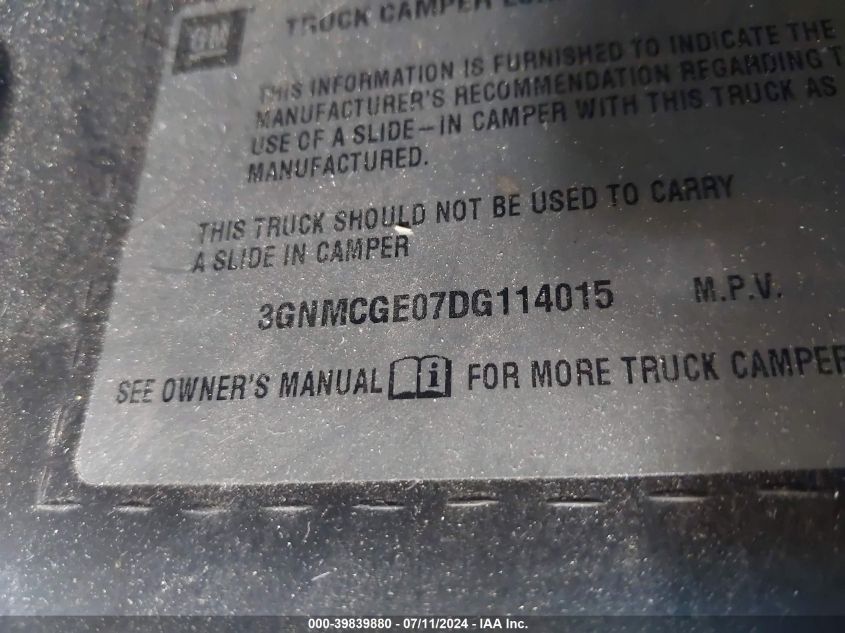 GM
TRUCK CAMPER
THIS INFORMATION IS FURNISHED TO INDICATE THE
MANUFACTURER'S RECOMMENDATION REGARDING
USE OF A SLIDE-IN CAMPER WITH THIS TRUCK AS
MANUFACTURED.
THIS TRUCK SHOULD NOT BE USED TO CARRY
A SLIDE IN CAMPER
3GNMCGE07DG114015 M.P.V.
SEE OWNER'S MANUAL i FOR MORE TRUCK CAMPER
000-39839880 - 07/11/2024 - IAA Inc.